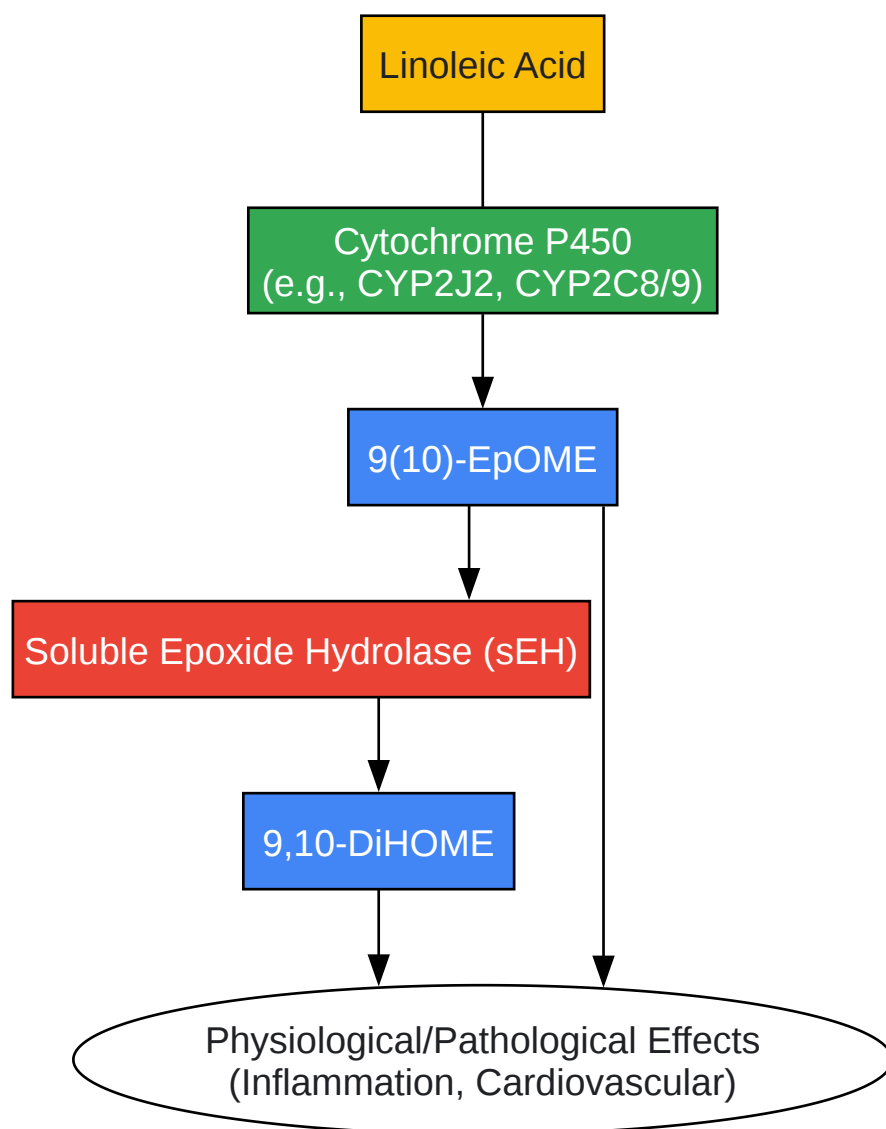 Linoleic Acid
Cytochrome P450
(e.g., CYP2J2, CYP2C8/9)
9(10)-EpOME
Soluble Epoxide Hydrolase (sEH)
9,10-DiHOME
Physiological/Pathological Effects
(Inflammation, Cardiovascular)